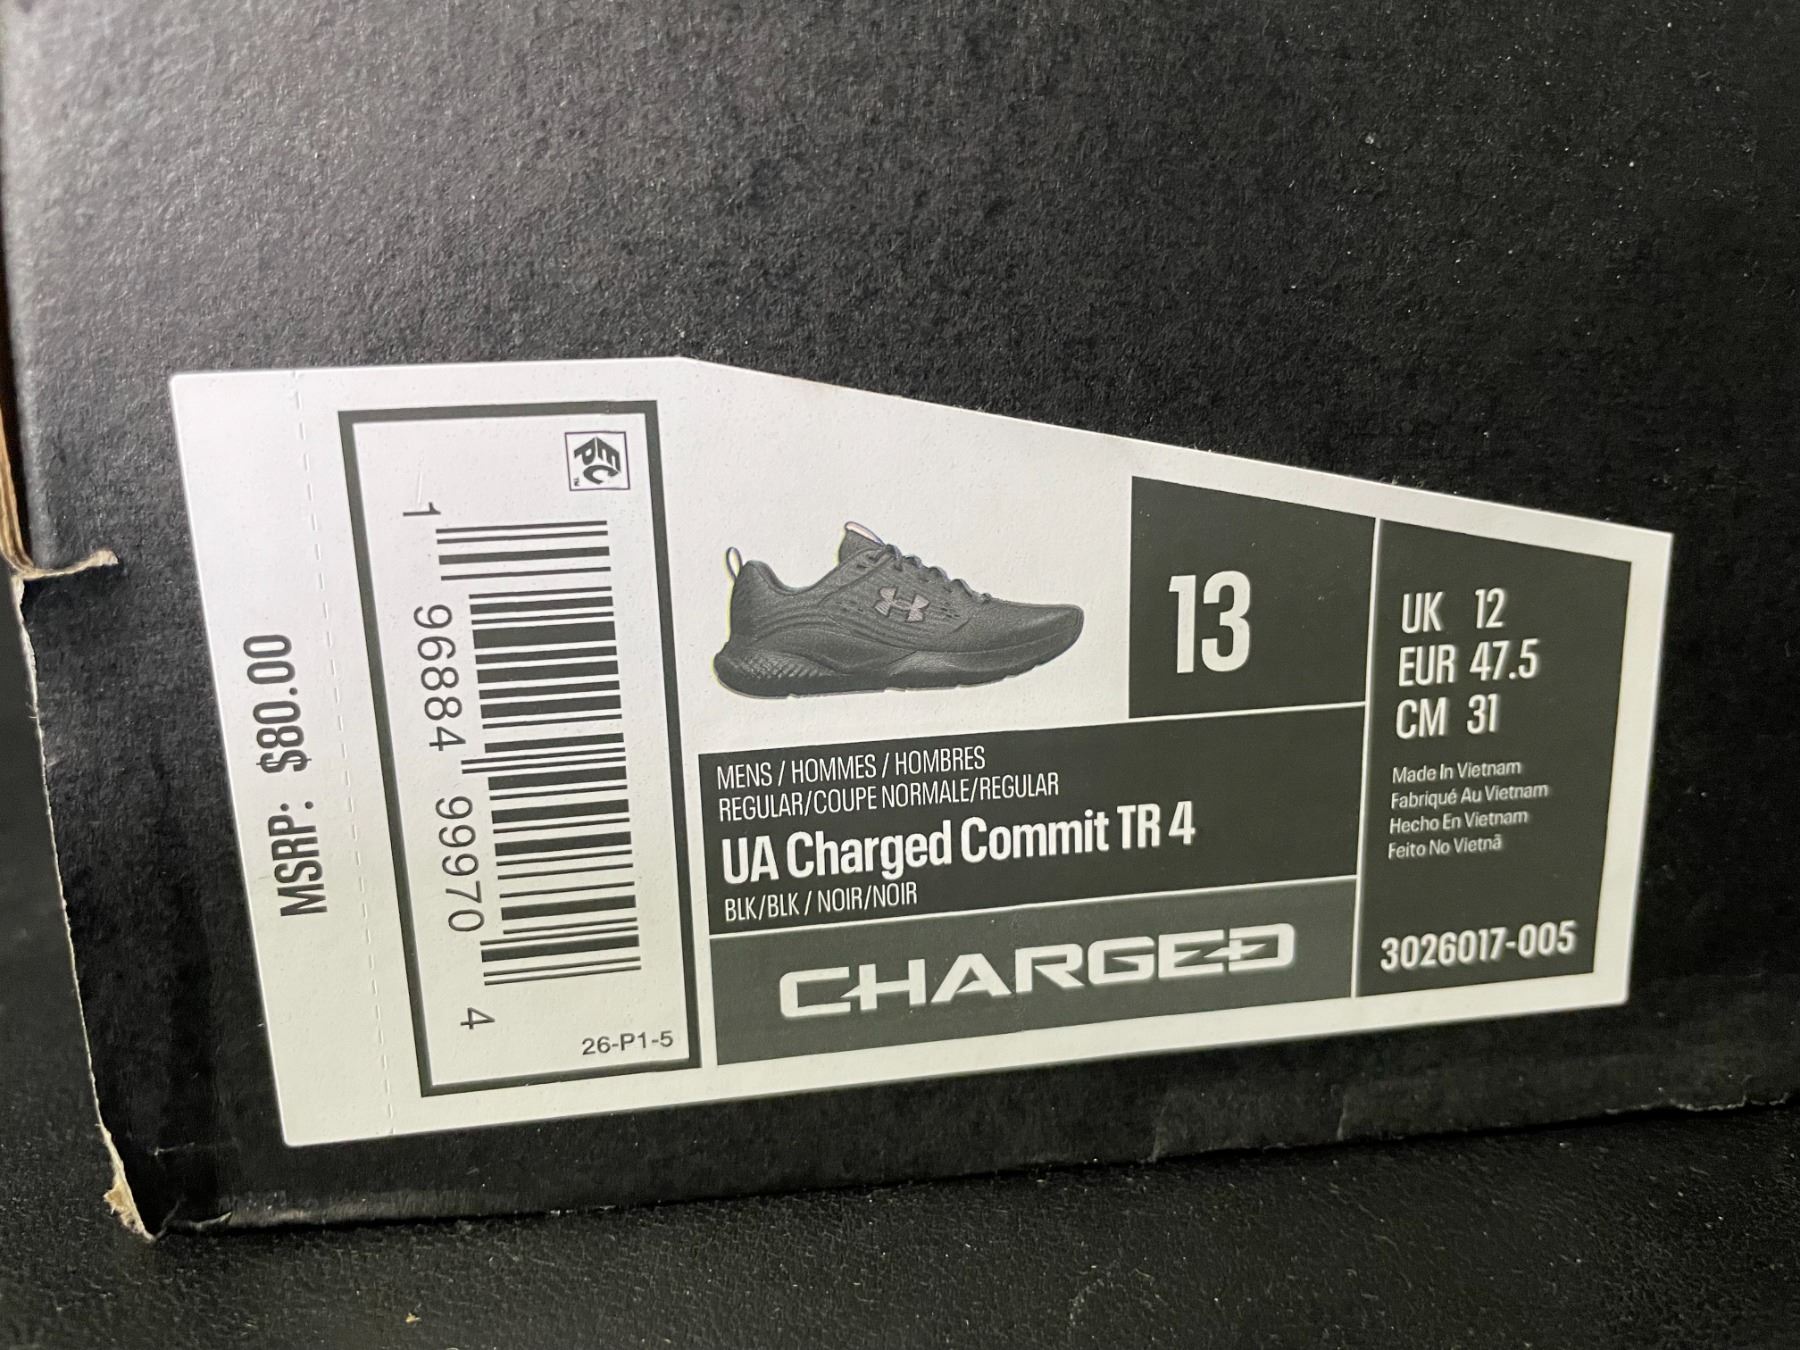 MSRP: $80.00
EPC™
1 96884 99970 4
26-P1-5
13
MENS / HOMMES / HOMBRES
REGULAR/COUPE NORMALE/REGULAR
UA Charged Commit TR 4
BLK/BLK / NOIR/NOIR
CHARGED
UK 12
EUR 47.5
CM 31
Made In Vietnam
Fabriqué Au Vietnam
Hecho En Vietnam
Feito No Vietnã
3026017-005